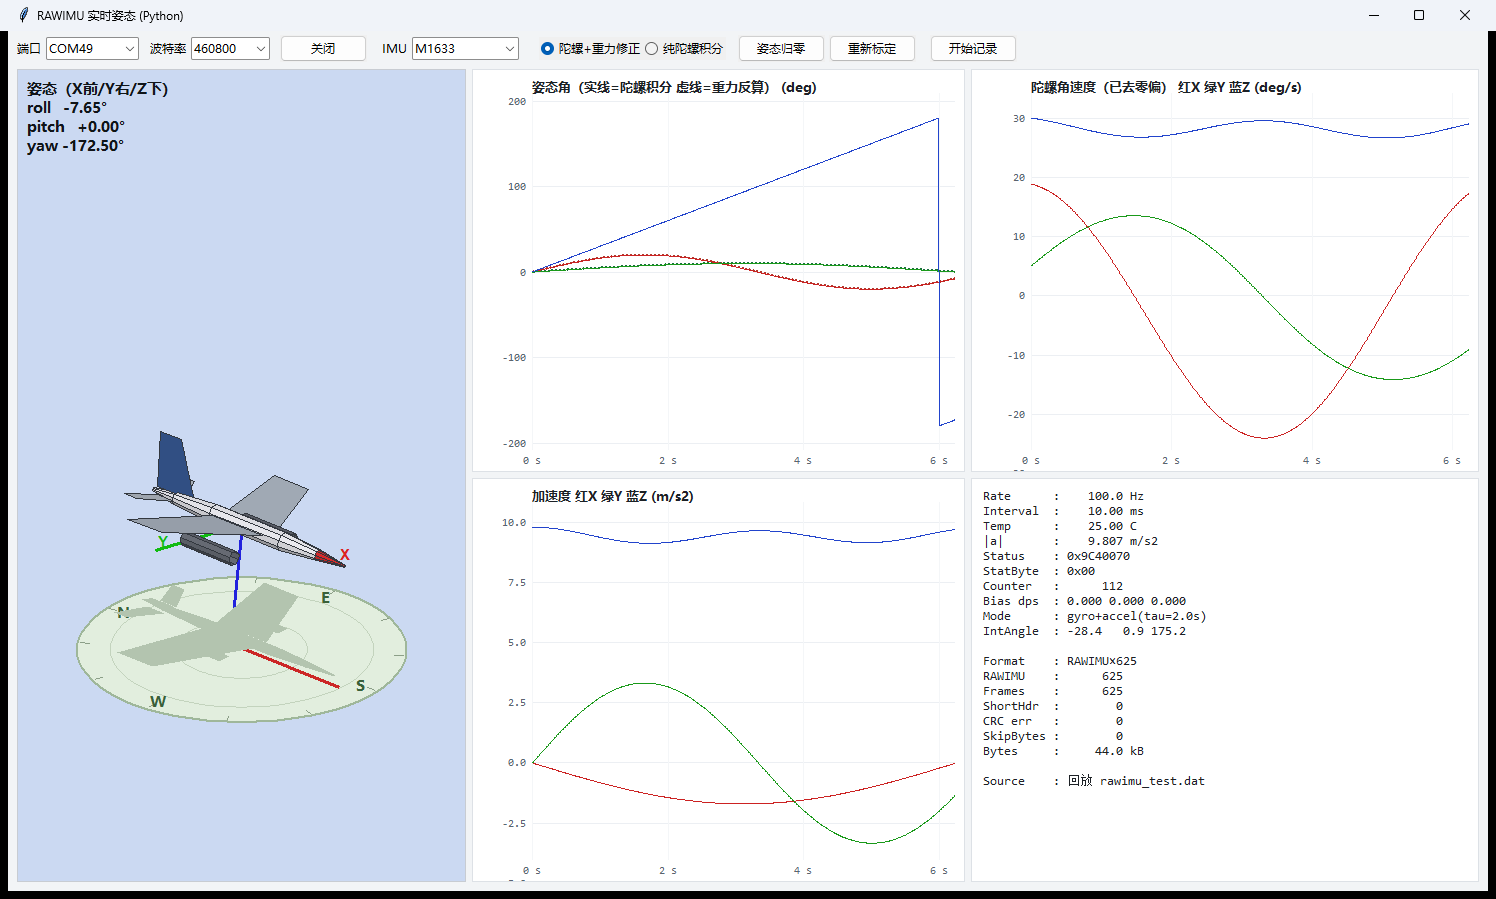 RAWIMU 实时姿态 (Python)
端口 COM49 波特率 460800 关闭 IMU M1633 陀螺+重力修正 纯陀螺积分 姿态归零 重新标定 开始记录
姿态（X前/Y右/Z下）
roll -7.65°
pitch +0.00°
yaw -172.50°
Y
X
N
E
S
W
姿态角（实线=陀螺积分 虚线=重力反算） (deg)
200
100
0
-100
-200
0 s 2 s 4 s 6 s
陀螺角速度（已去零偏） 红X 绿Y 蓝Z (deg/s)
30
20
10
0
-10
-20
0 s 2 s 4 s 6 s
加速度 红X 绿Y 蓝Z (m/s2)
10.0
7.5
5.0
2.5
0.0
-2.5
0 s 2 s 4 s 6 s
Rate : 100.0 Hz
Interval : 10.00 ms
Temp : 25.00 C
|a| : 9.807 m/s2
Status : 0x9C40070
StatByte : 0x00
Counter : 112
Bias dps : 0.000 0.000 0.000
Mode : gyro+accel(tau=2.0s)
IntAngle : -28.4 0.9 175.2
Format : RAWIMU×625
RAWIMU : 625
Frames : 625
ShortHdr : 0
CRC err : 0
SkipBytes : 0
Bytes : 44.0 kB
Source : 回放 rawimu_test.dat